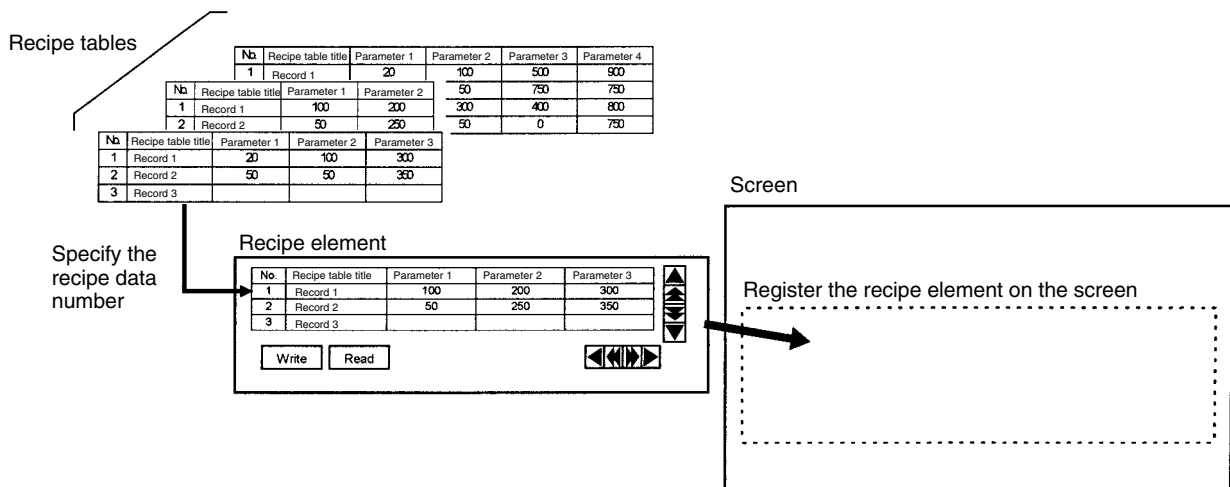 Recipe tables
No. Recipe table title Parameter 1 Parameter 2 Parameter 3 Parameter 4
1 Record 1 20 100 500 900
50 750 750
300 400 800
50 0 750
No. Recipe table title Parameter 1 Parameter 2
1 Record 1 100 200
2 Record 2 50 250
No. Recipe table title Parameter 1 Parameter 2 Parameter 3
1 Record 1 20 100 300
2 Record 2 50 50 350
3 Record 3
Specify the
recipe data
number
Recipe element
No. Recipe table title Parameter 1 Parameter 2 Parameter 3
1 Record 1 100 200 300
2 Record 2 50 250 350
3 Record 3
Write Read
Screen
Register the recipe element on the screen